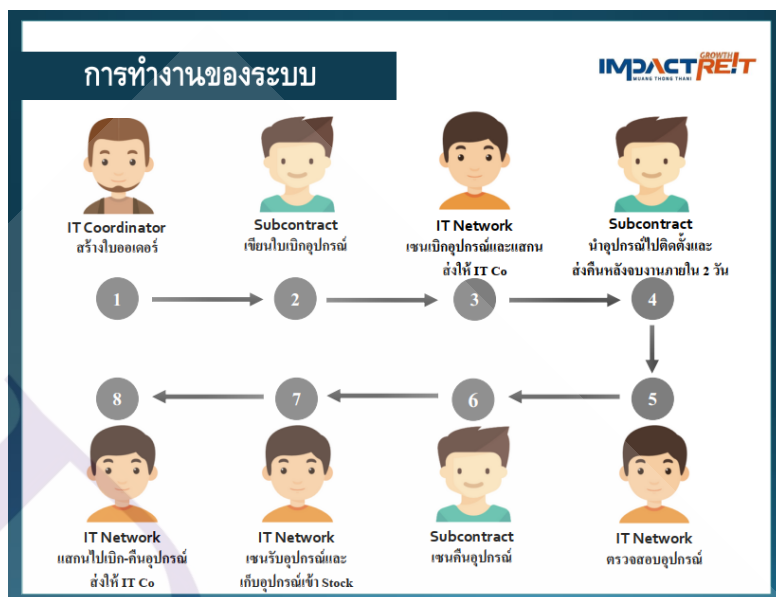 การทำงานของระบบ
IMPACT GROWTH REIT
MUANG THONG THANI
IT Coordinator
สร้างใบออเดอร์
Subcontract
เขียนใบเบิกอุปกรณ์
IT Network
เซนเบิกอุปกรณ์และแสกน
ส่งให้ IT Co
Subcontract
นำอุปกรณ์ไปติดตั้งและ
ส่งคืนหลังจบงานภายใน 2 วัน
1
2
3
4
8
7
6
5
IT Network
แสกนใบเบิก-คืนอุปกรณ์
ส่งให้ IT Co
IT Network
เซนรับอุปกรณ์และ
เก็บอุปกรณ์เข้า Stock
Subcontract
เซนคืนอุปกรณ์
IT Network
ตรวจสอบอุปกรณ์